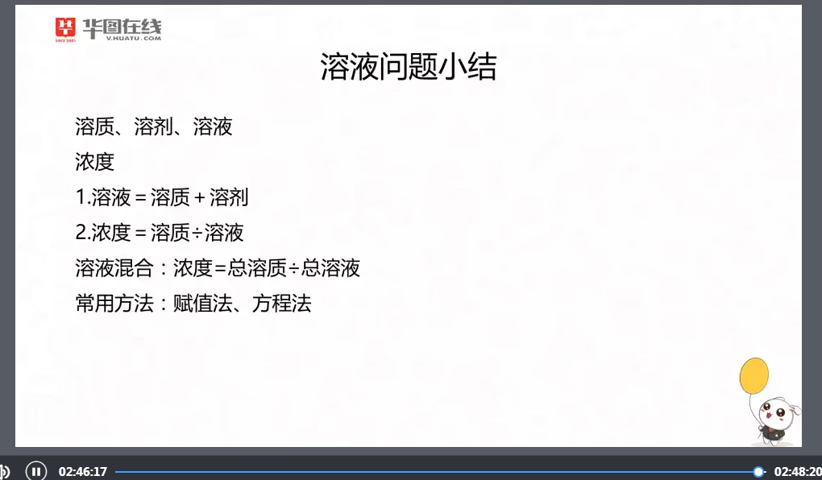 华图在线
V.HUATU.COM
溶液问题小结
溶质、溶剂、溶液
浓度
1.溶液＝溶质＋溶剂
2.浓度＝溶质÷溶液
溶液混合：浓度=总溶质÷总溶液
常用方法：赋值法、方程法
02:46:17
02:48:20